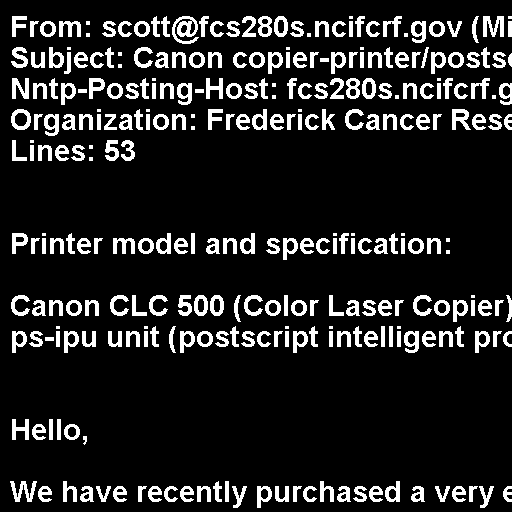 From: scott@fcs280s.ncifcrf.gov (Mi
Subject: Canon copier-printer/postsc
Nntp-Posting-Host: fcs280s.ncifcrf.g
Organization: Frederick Cancer Rese
Lines: 53
Printer model and specification:
Canon CLC 500 (Color Laser Copier)
ps-ipu unit (postscript intelligent pro
Hello,
We have recently purchased a very e